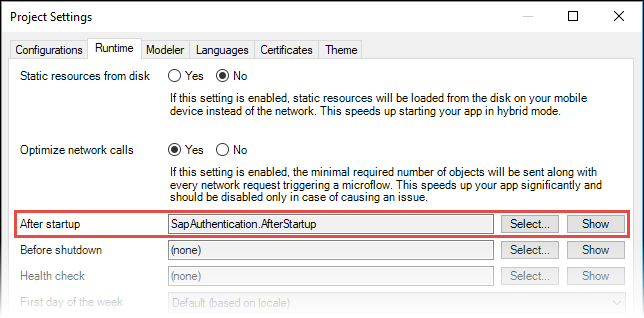 Project Settings
Configurations Runtime Modeler Languages Certificates Theme
Static resources from disk Yes No
If this setting is enabled, static resources will be loaded from the disk on your mobile
device instead of the network. This speeds up starting your app in hybrid mode.
Optimize network calls Yes No
If this setting is enabled, the minimal required number of objects will be sent along with
every network request triggering a microflow. This speeds up your app significantly and
should be disabled only in case of causing an issue.
After startup SapAuthentication.AfterStartup Select... Show
Before shutdown (none) Select... Show
Health check (none) Select... Show
First day of the week Default (based on locale)